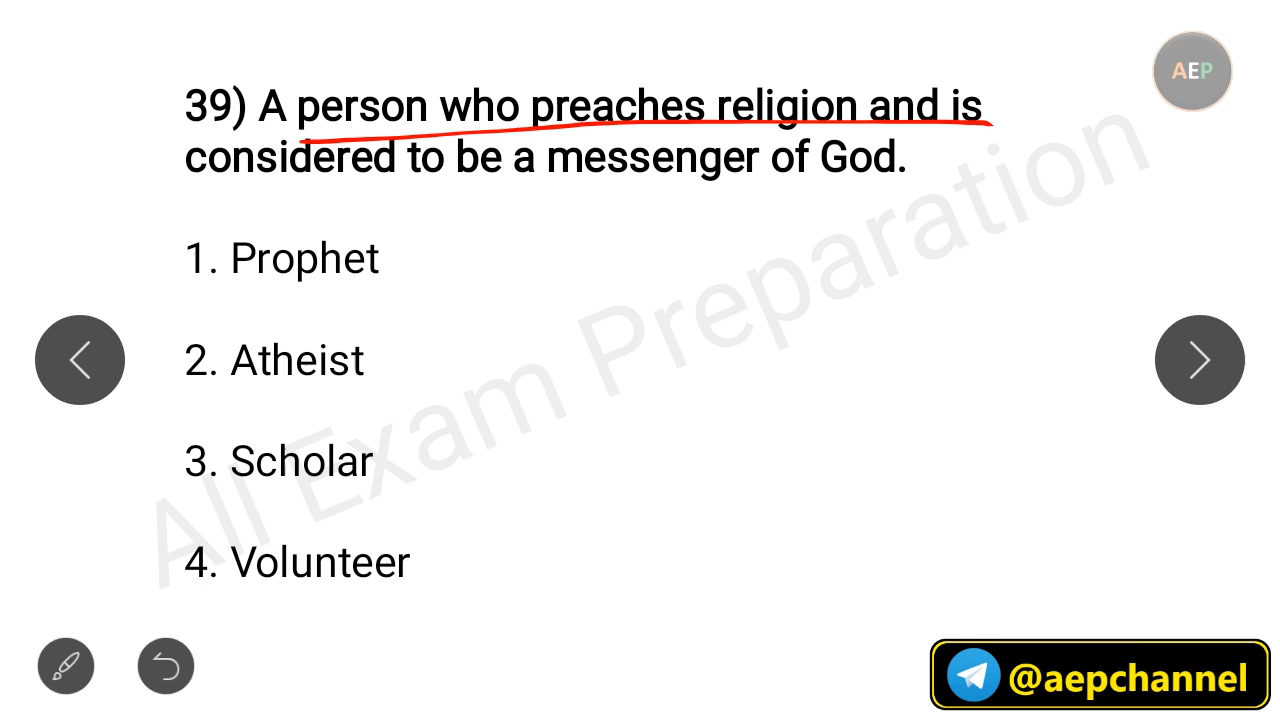 AEP
39) A person who preaches religion and is
considered to be a messenger of God.
1. Prophet
2. Atheist
3. Scholar
4. Volunteer
All Exam Preparation
@aepchannel